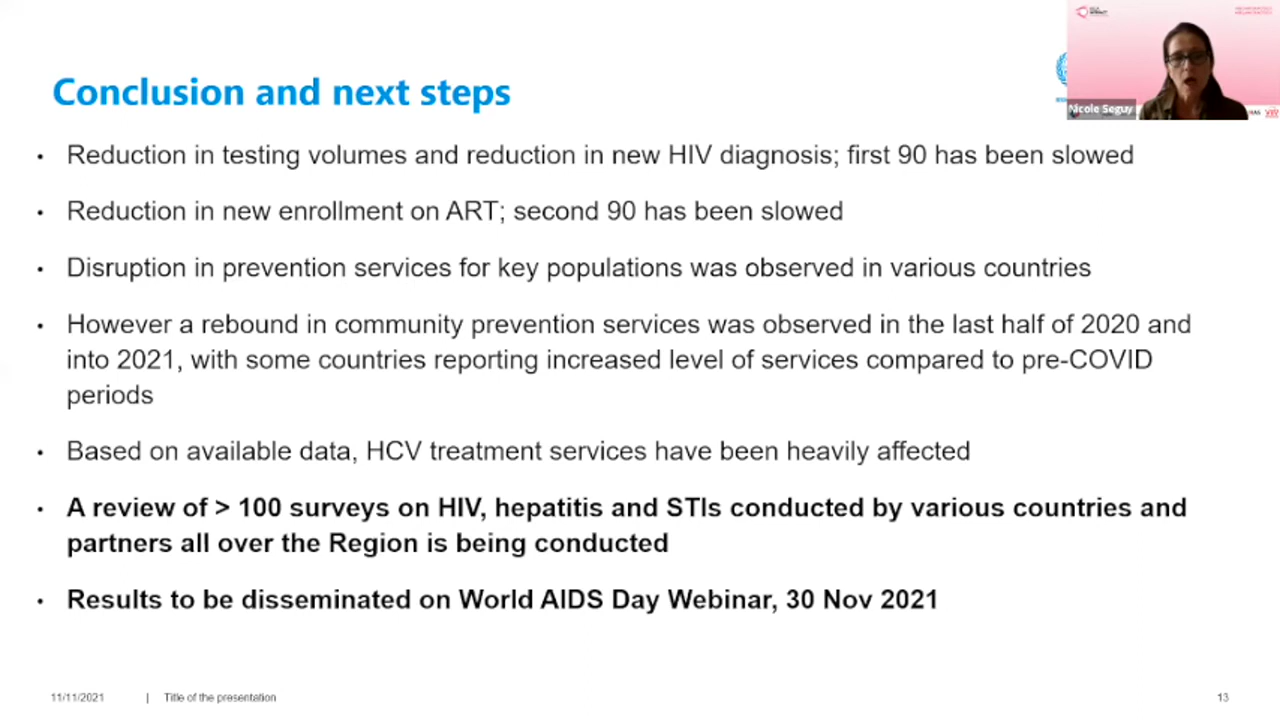 Conclusion and next steps
Nicole Seguy
• Reduction in testing volumes and reduction in new HIV diagnosis; first 90 has been slowed
• Reduction in new enrollment on ART; second 90 has been slowed
• Disruption in prevention services for key populations was observed in various countries
• However a rebound in community prevention services was observed in the last half of 2020 and
into 2021, with some countries reporting increased level of services compared to pre-COVID
periods
• Based on available data, HCV treatment services have been heavily affected
• A review of > 100 surveys on HIV, hepatitis and STIs conducted by various countries and
partners all over the Region is being conducted
• Results to be disseminated on World AIDS Day Webinar, 30 Nov 2021
11/11/2021 | Title of the presentation 13